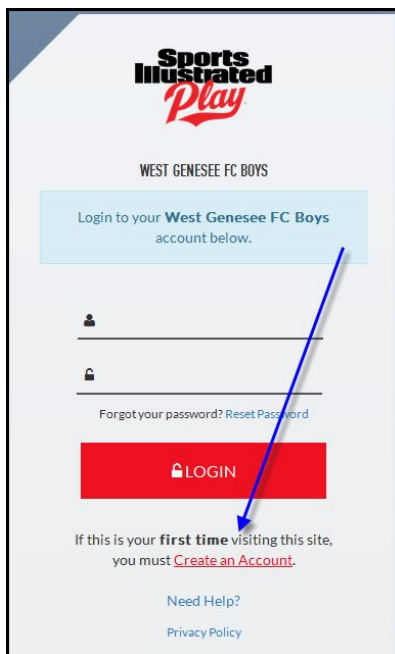 Sports
Illustrated
Play
WEST GENESEE FC BOYS
Login to your West Genesee FC Boys
account below.
Forgot your password? Reset Password
LOGIN
If this is your first time visiting this site,
you must Create an Account.
Need Help?
Privacy Policy